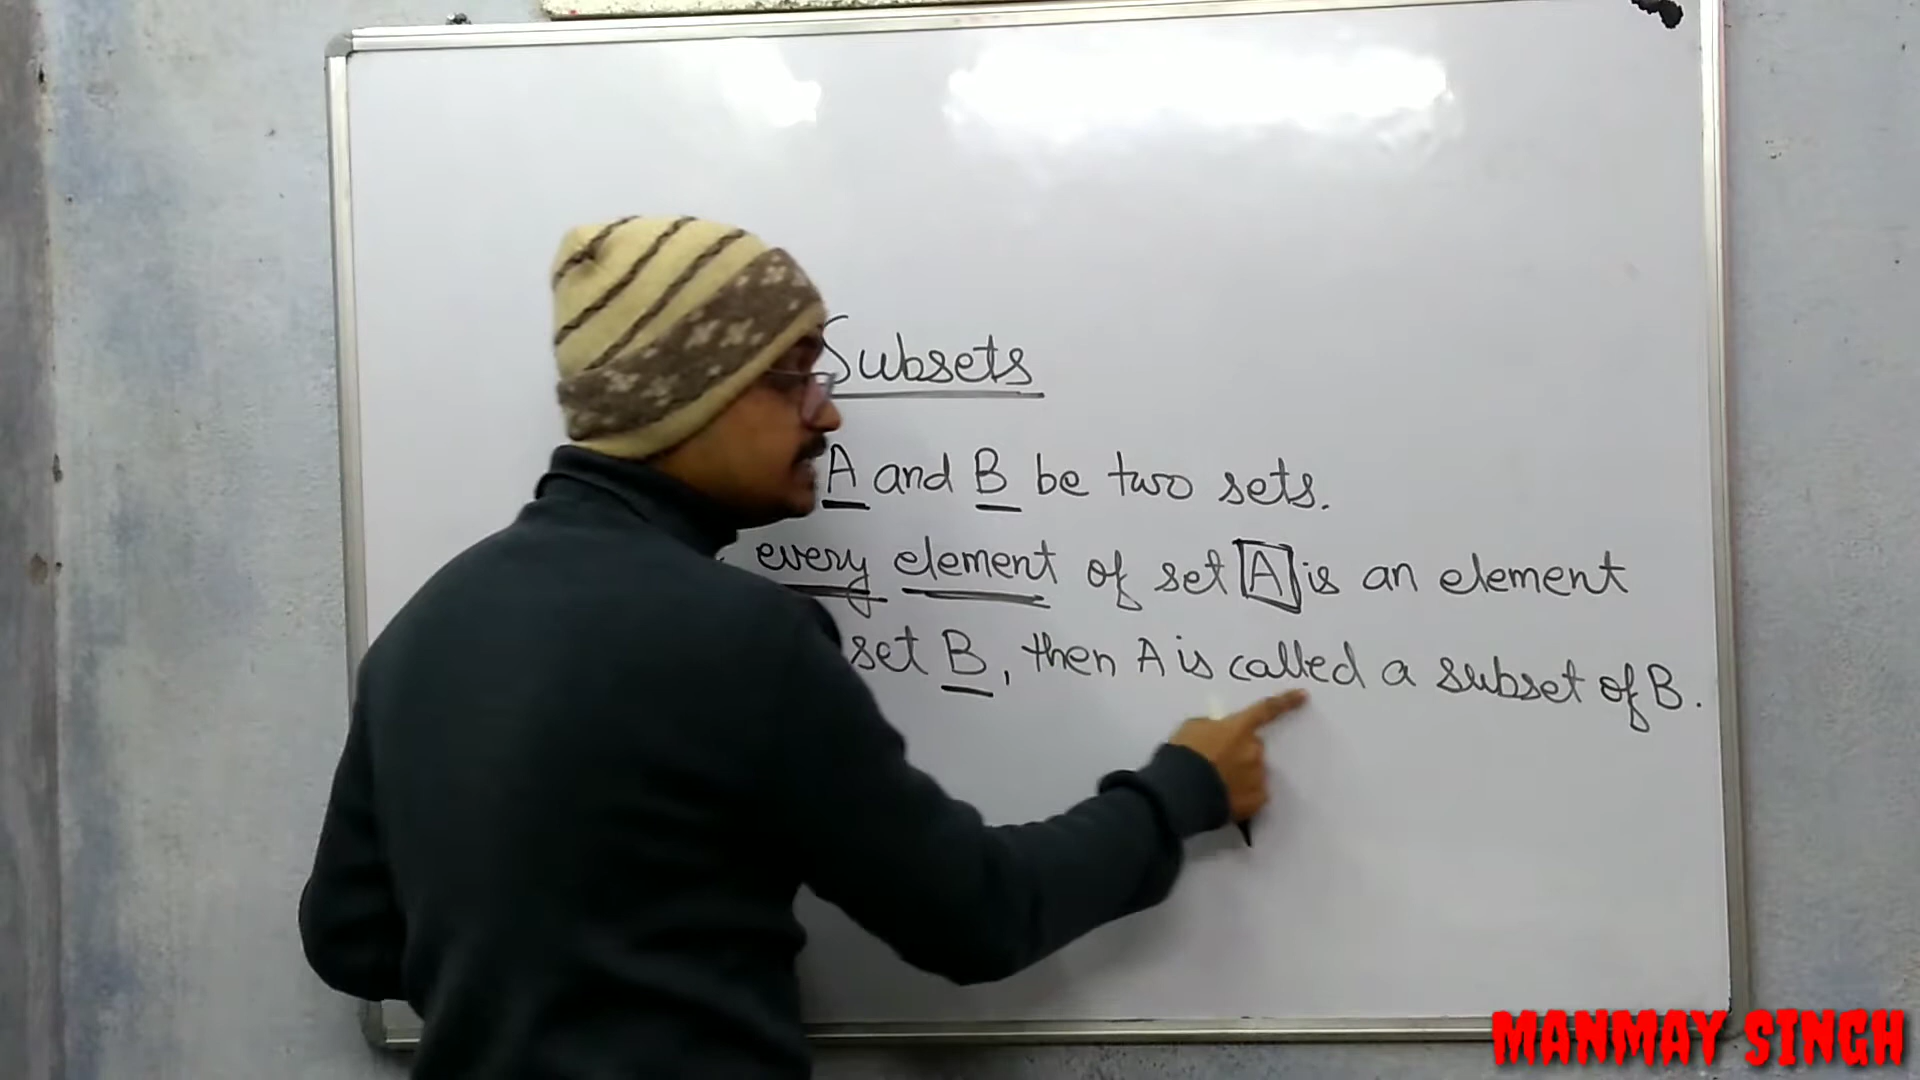 Subsets
A and B be two sets.
every element of set A is an element
set B, then A is called a subset of B.
MANMAY SINGH